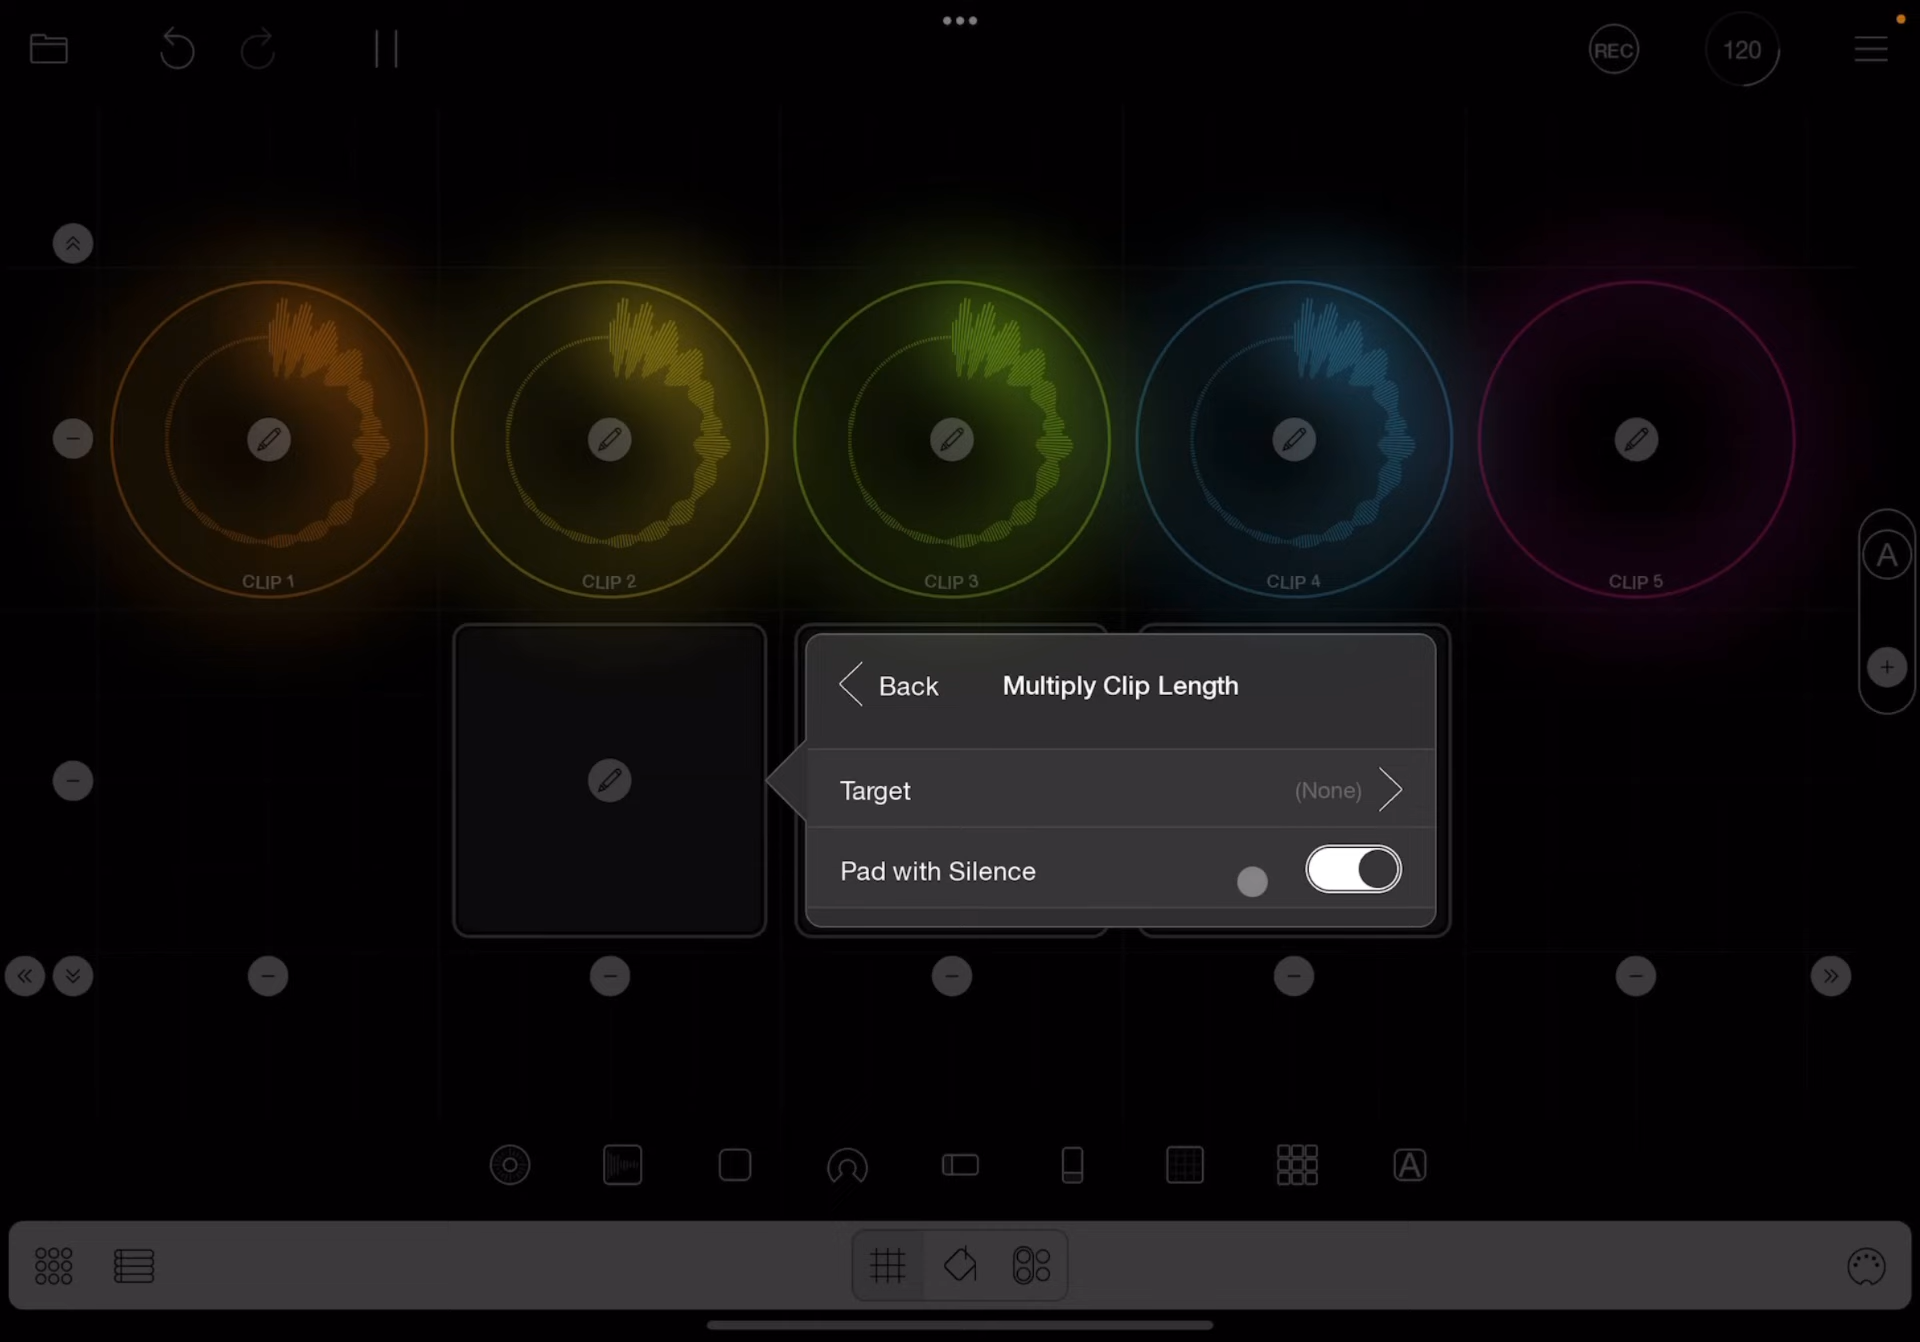 REC
120
CLIP 1
CLIP 2
CLIP 3
CLIP 4
CLIP 5
A
Back
Multiply Clip Length
Target
(None)
Pad with Silence
A